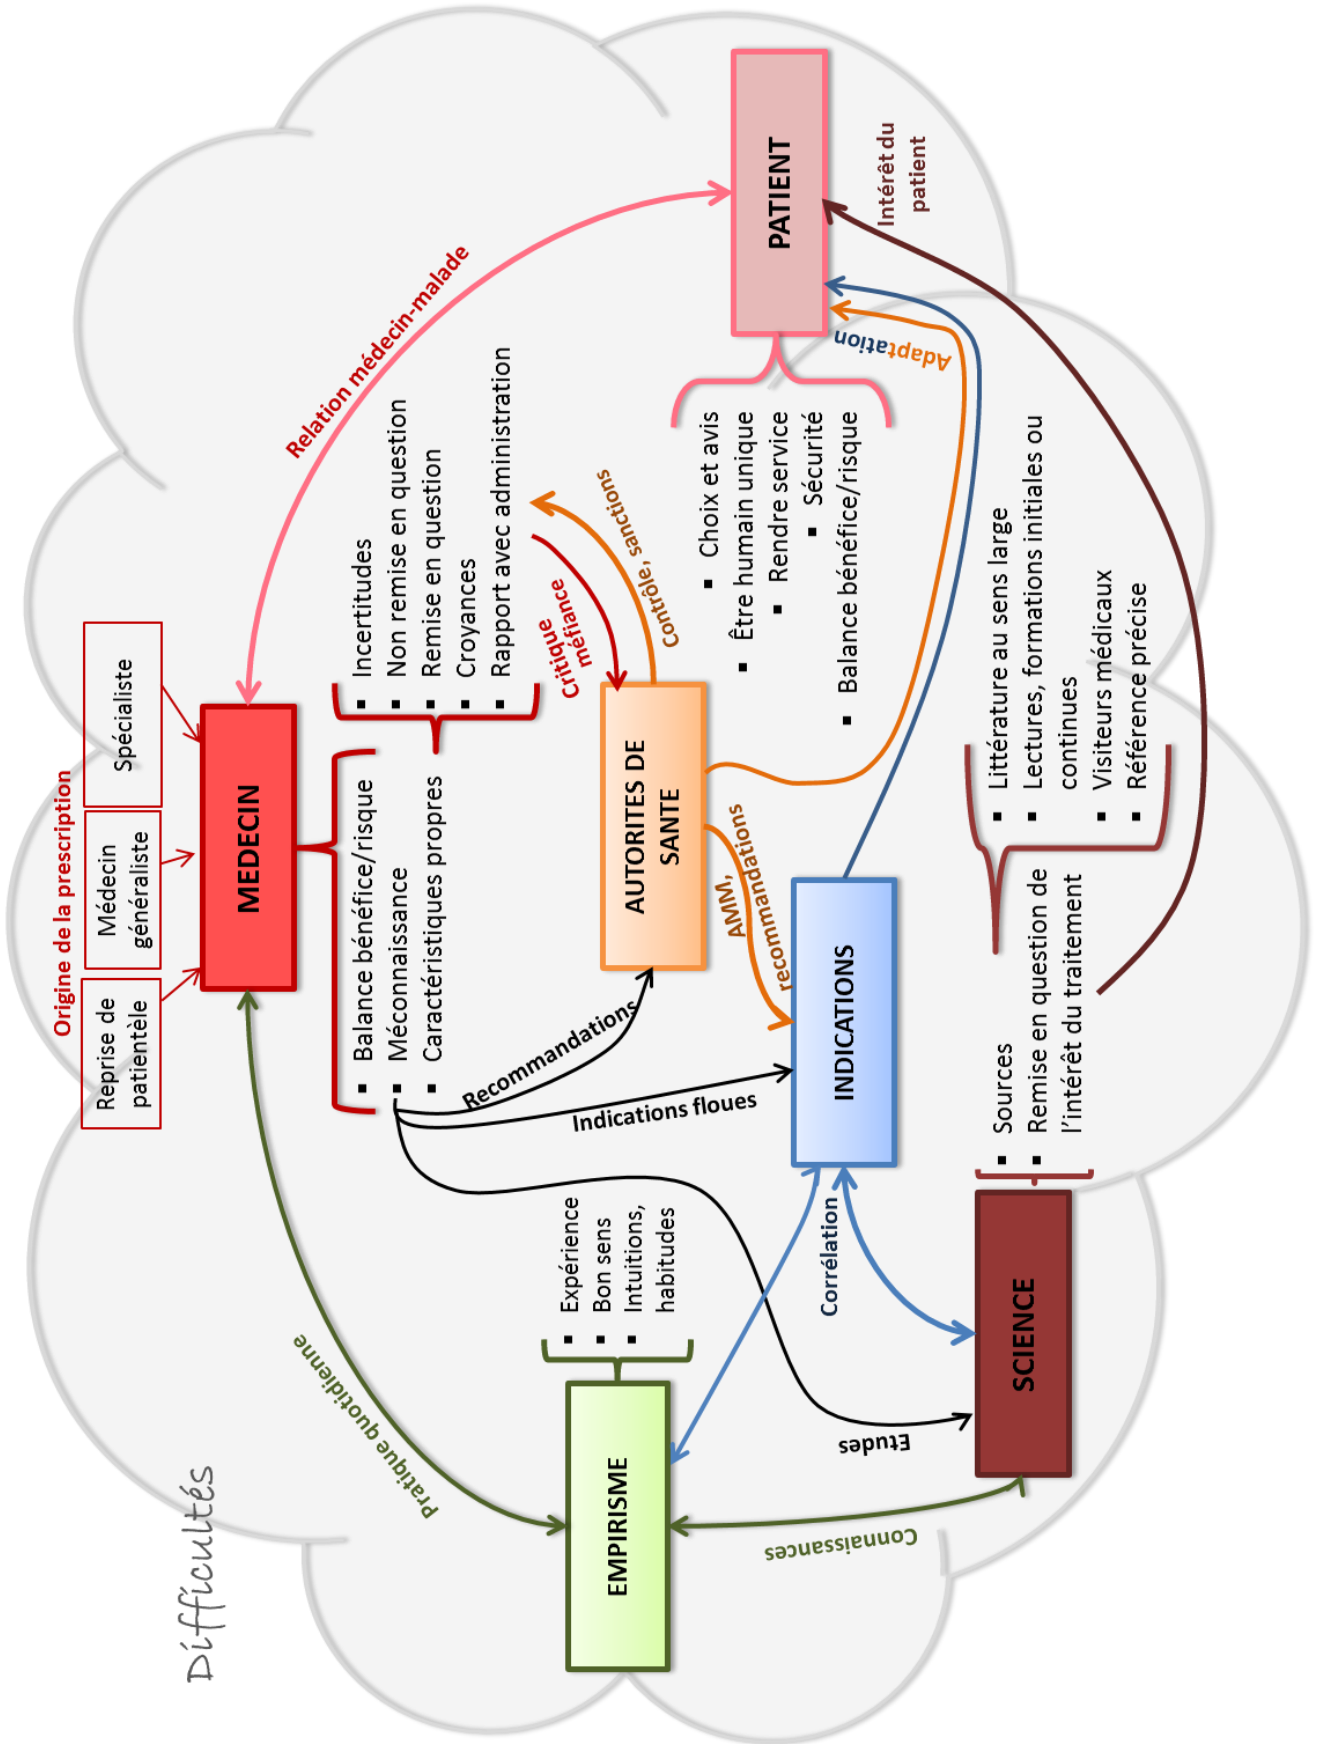 Difficultés
Origine de la prescription
Reprise de
patientèle
Médecin
généraliste
Spécialiste
MEDECIN
Relation médecin-malade
Pratique quotidienne
▪ Balance bénéfice/risque
▪ Méconnaissance
▪ Caractéristiques propres
▪ Incertitudes
▪ Non remise en question
▪ Remise en question
▪ Croyances
▪ Rapport avec administration
Recommandations
Indications floues
Etudes
Critique
méfiance
Contrôle, sanctions
EMPIRISME
▪ Expérience
▪ Bon sens
▪ Intuitions,
habitudes
AUTORITES DE
SANTE
AMM,
recommandations
PATIENT
▪ Choix et avis
▪ Être humain unique
▪ Rendre service
▪ Sécurité
▪ Balance bénéfice/risque
Adaptation
Intérêt du
patient
INDICATIONS
Corrélation
Connaissances
SCIENCE
▪ Sources
▪ Remise en question de
l'intérêt du traitement
▪ Littérature au sens large
▪ Lectures, formations initiales ou
continues
▪ Visiteurs médicaux
▪ Référence précise